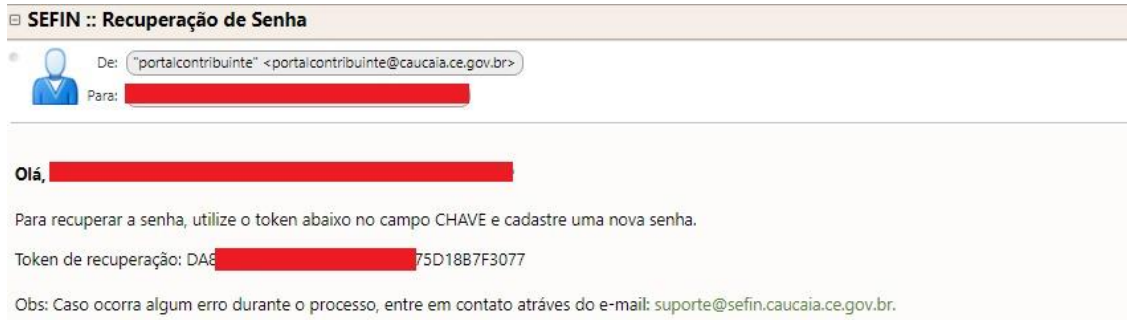 SEFIN :: Recuperação de Senha
De: "portalcontribuinte" <portalcontribuinte@caucaia.ce.gov.br>
Para:
Olá,
Para recuperar a senha, utilize o token abaixo no campo CHAVE e cadastre uma nova senha.
Token de recuperação: DA8 75D18B7F3077
Obs: Caso ocorra algum erro durante o processo, entre em contato atráves do e-mail: suporte@sefin.caucaia.ce.gov.br.